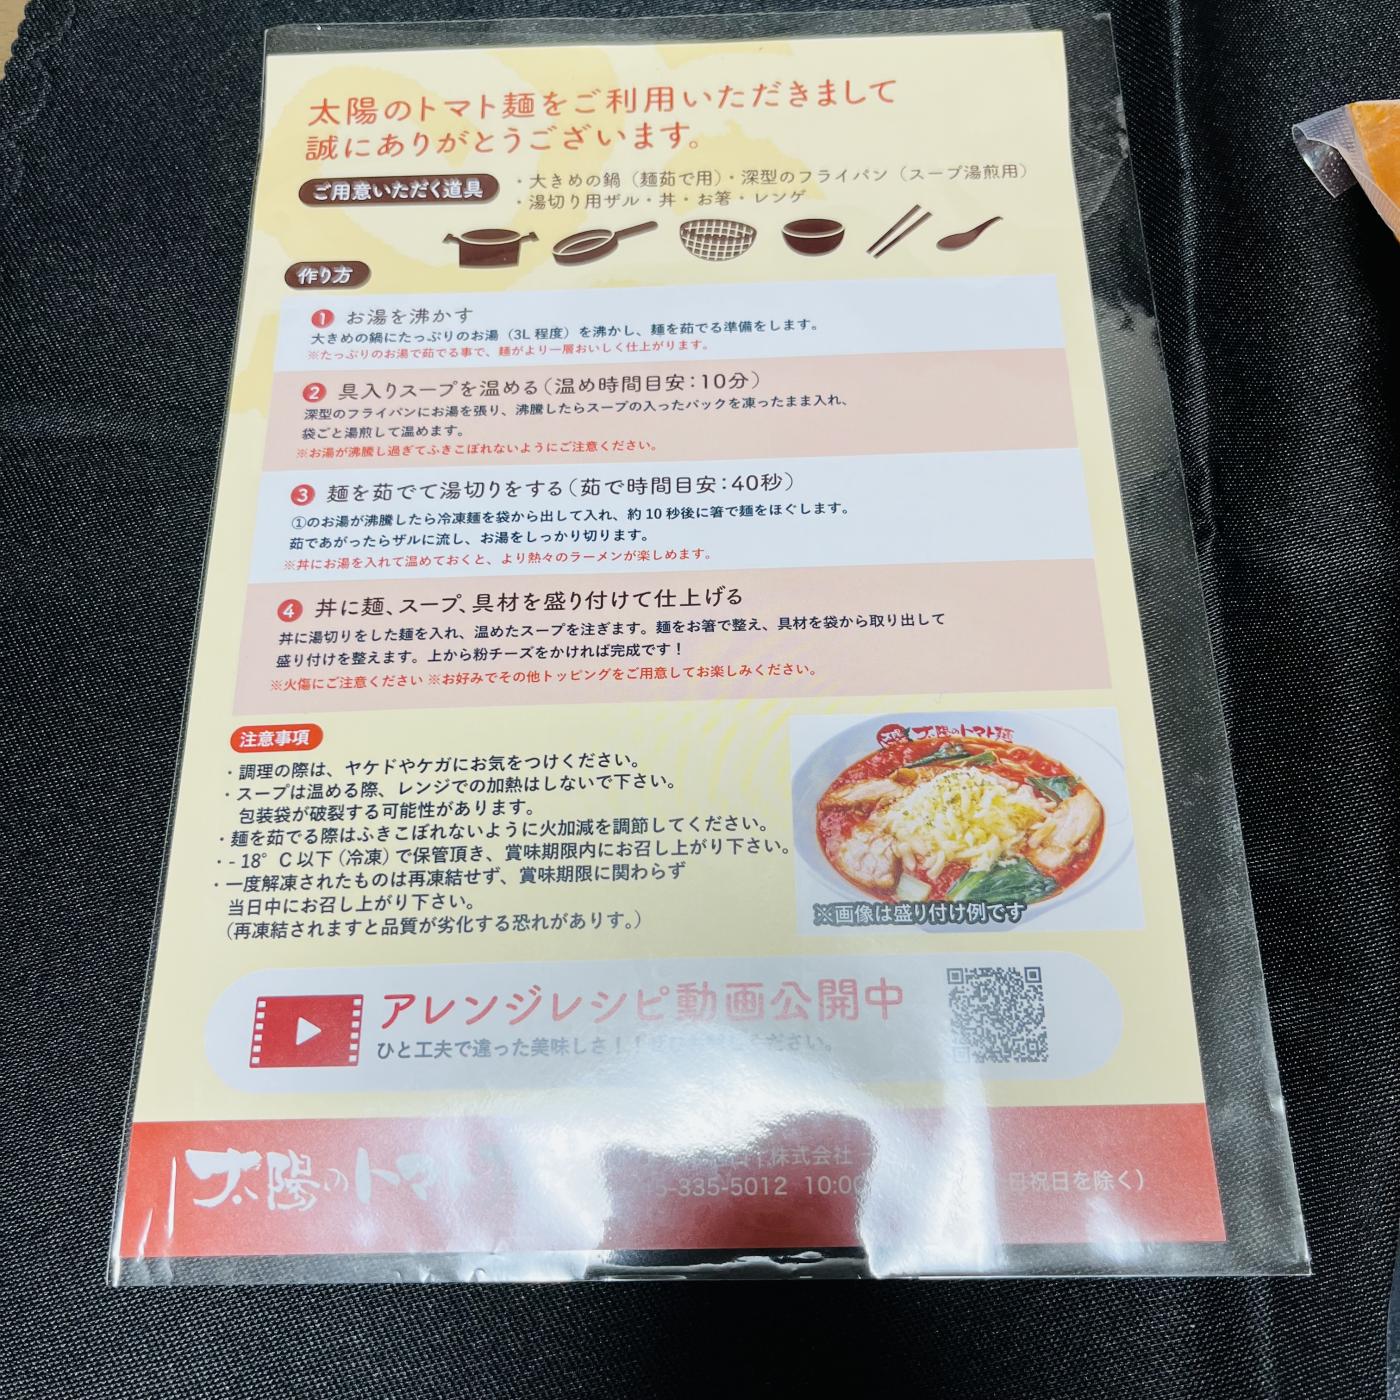 太陽のトマト麺をご利用いただきまして
誠にありがとうございます。
ご用意いただく道具
・大きめの鍋（麺茹で用）・深型のフライパン（スープ湯煎用）
・湯切り用ザル・丼・お箸・レンゲ
作り方
1 お湯を沸かす
大きめの鍋にたっぷりのお湯（3L 程度）を沸かし、麺を茹でる準備をします。
※たっぷりのお湯で茹でる事で、麺がより一層おいしく仕上がります。
2 具入りスープを温める（温め時間目安：10分）
深型のフライパンにお湯を張り、沸騰したらスープの入ったパックを凍ったまま入れ、
袋ごと湯煎して温めます。
※お湯が沸騰し過ぎてふきこぼれないようにご注意ください。
3 麺を茹でて湯切りをする（茹で時間目安：40秒）
①のお湯が沸騰したら冷凍麺を袋から出して入れ、約 10 秒後に箸で麺をほぐします。
茹であがったらザルに流し、お湯をしっかり切ります。
※丼にお湯を入れて温めておくと、より熱々のラーメンが楽しめます。
4 丼に麺、スープ、具材を盛り付けて仕上げる
丼に湯切りをした麺を入れ、温めたスープを注ぎます。麺をお箸で整え、具材を袋から取り出して
盛り付けを整えます。上から粉チーズをかければ完成です！
※火傷にご注意ください ※お好みでその他トッピングをご用意してお楽しみください。
注意事項
・調理の際は、ヤケドやケガにお気をつけください。
・スープは温める際、レンジでの加熱はしないで下さい。
包装袋が破裂する可能性があります。
・麺を茹でる際はふきこぼれないように火加減を調節してください。
・- 18°C 以下（冷凍）で保管頂き、賞味期限内にお召し上がり下さい。
・一度解凍されたものは再凍結せず、賞味期限に関わらず
当日中にお召し上がり下さい。
（再凍結されますと品質が劣化する恐れがありす。）
太陽のトマト麺
※画像は盛り付け例です
アレンジレシピ動画公開中
ひと工夫で違った美味しさ！！ ください。
太陽のトマト
株式会社
5-335-5012 10:0 日祝日を除く）